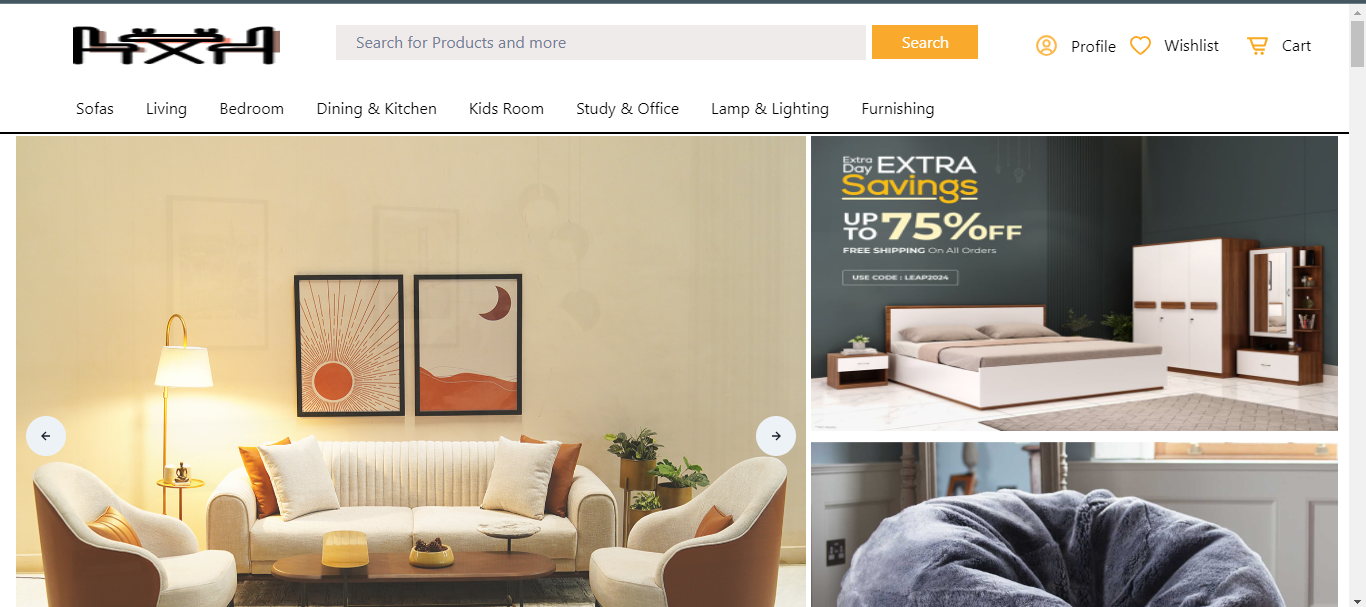 Search for Products and more
Search
Profile
Wishlist
Cart
Sofas
Living
Bedroom
Dining & Kitchen
Kids Room
Study & Office
Lamp & Lighting
Furnishing
Extra
Day EXTRA
Savings
UP TO 75% OFF
FREE SHIPPING On All Orders
USE CODE : LEAP2024